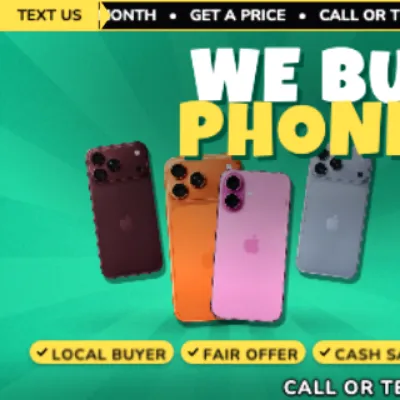 TEXT US
ONTH • GET A PRICE • CALL OR T
WE BU
PHON
✓ LOCAL BUYER ✓ FAIR OFFER ✓ CASH SA
CALL OR TE